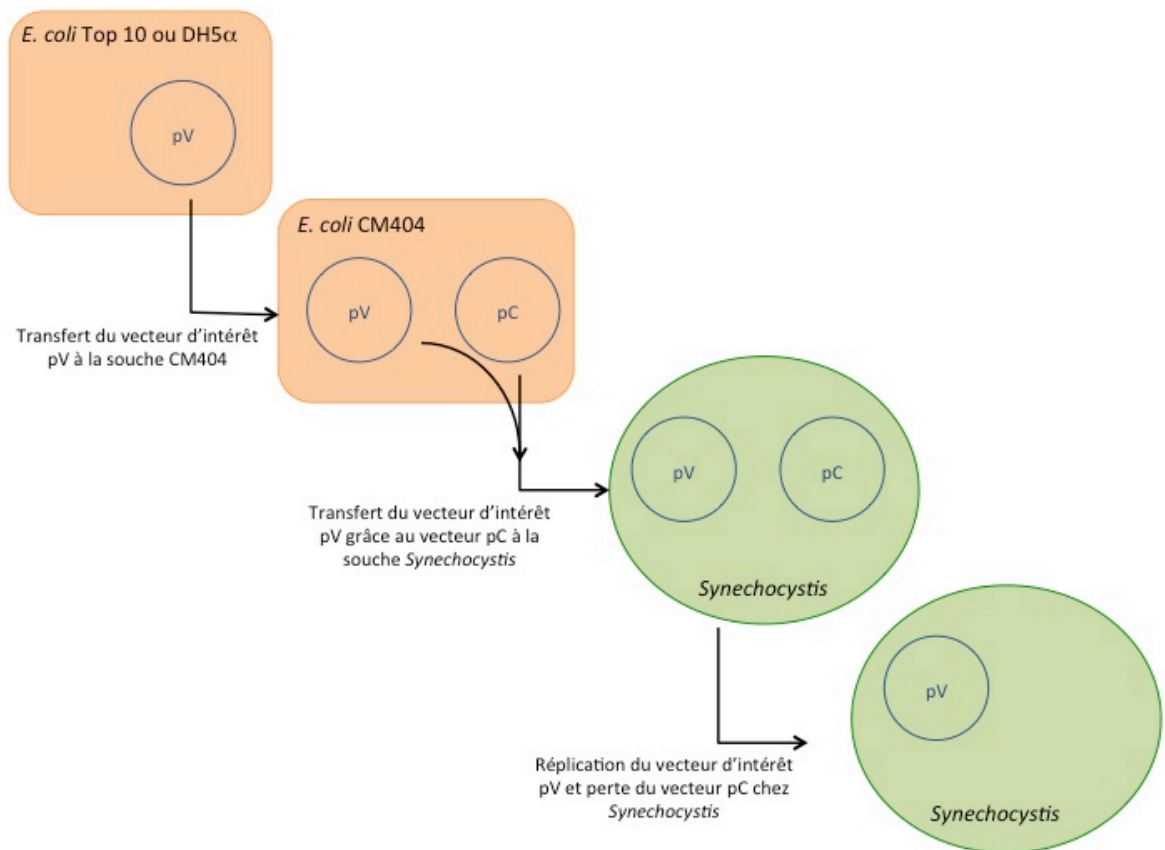 E. coli Top 10 ou DH5α
pV
E. coli CM404
pV
pC
Transfert du vecteur d'intérêt
pV à la souche CM404
pV
pC
Synechocystis
Transfert du vecteur d'intérêt
pV grâce au vecteur pC à la
souche Synechocystis
pV
Réplication du vecteur d'intérêt
pV et perte du vecteur pC chez
Synechocystis
Synechocystis